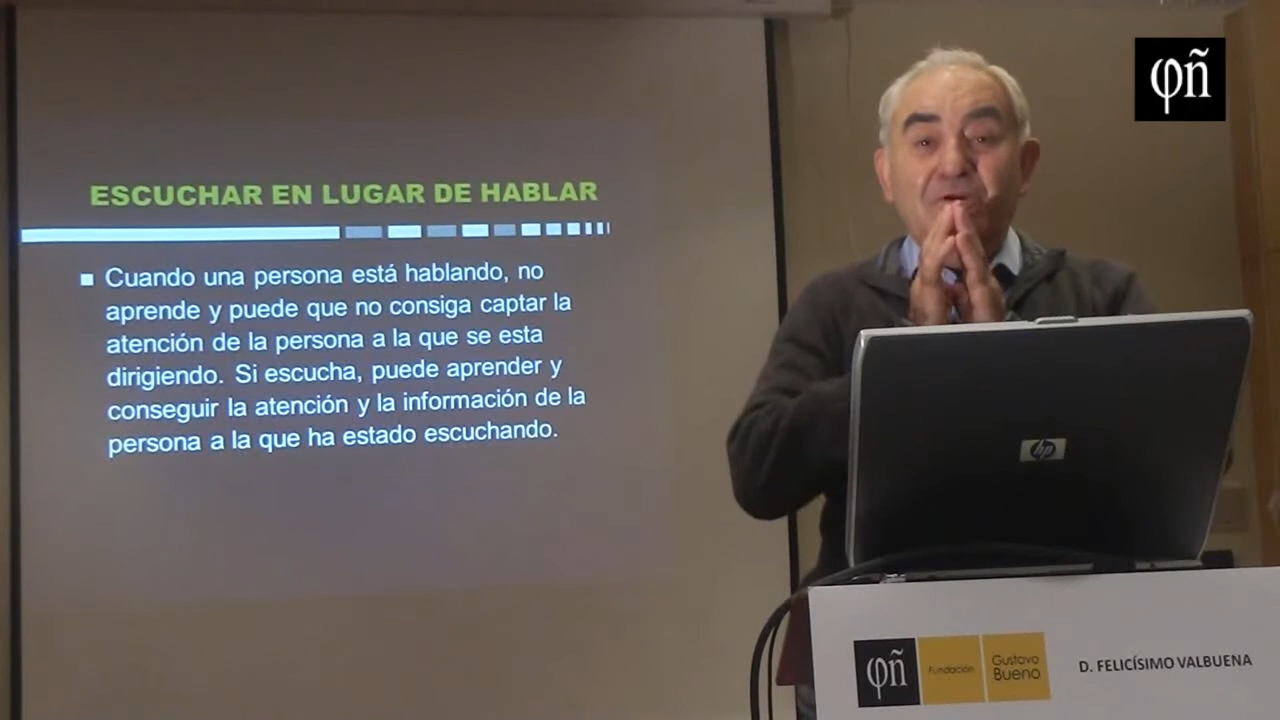 φñ
ESCUCHAR EN LUGAR DE HABLAR
Cuando una persona está hablando, no
aprende y puede que no consiga captar la
atención de la persona a la que se esta
dirigiendo. Si escucha, puede aprender y
conseguir la atención y la información de la
persona a la que ha estado escuchando.
hp
φñ
Fundación
Gustavo
Bueno
D. FELICÍSIMO VALBUENA